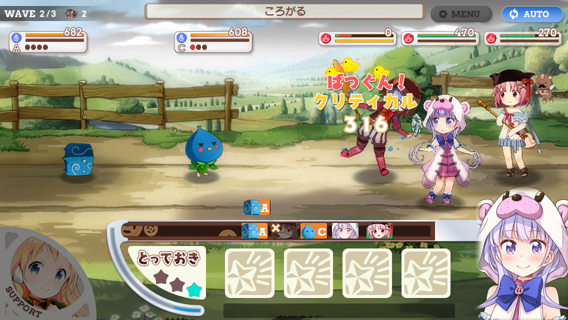 WAVE 2/3 2
ころがる
MENU
AUTO
682
A
608
C
0
470
270
ばつぐん!
クリティカル
316
A
A
C
とっておき
SUPPORT